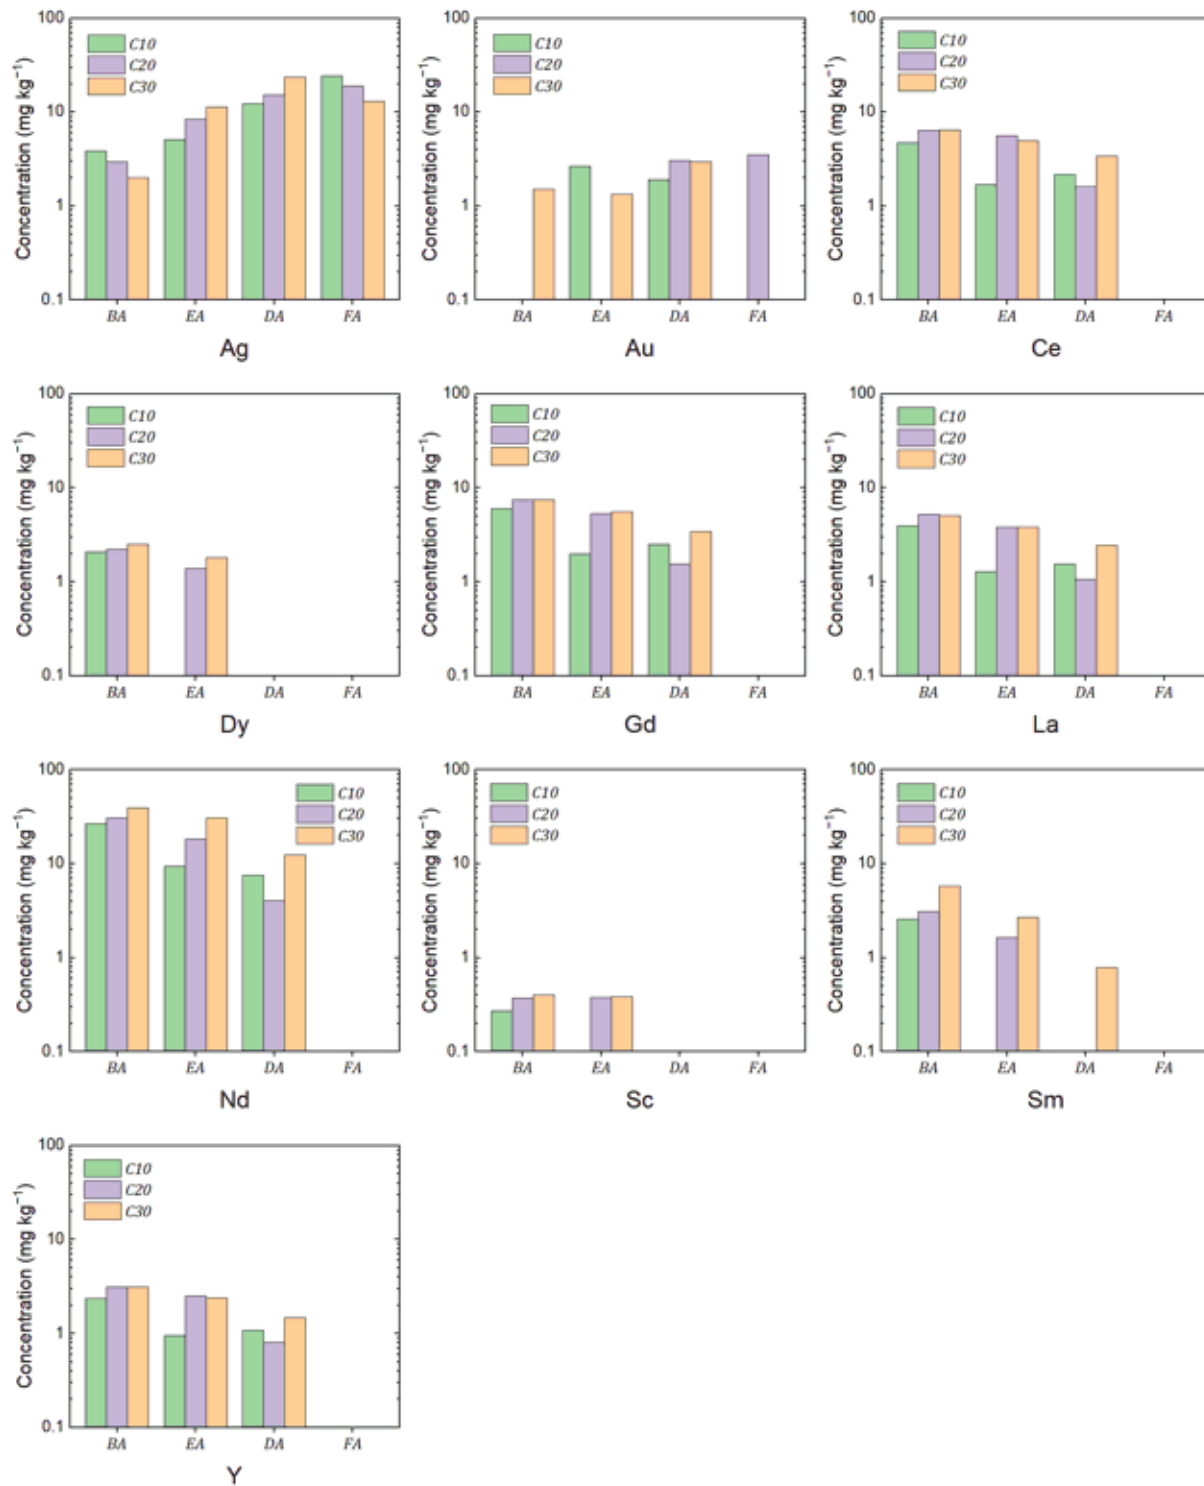 Concentration (mg kg⁻¹)
100
10
1
0.1
C10
C20
C30
BA EA DA FA
Ag
Concentration (mg kg⁻¹)
100
10
1
0.1
C10
C20
C30
BA EA DA FA
Au
Concentration (mg kg⁻¹)
100
10
1
0.1
C10
C20
C30
BA EA DA FA
Ce
Concentration (mg kg⁻¹)
100
10
1
0.1
C10
C20
C30
BA EA DA FA
Dy
Concentration (mg kg⁻¹)
100
10
1
0.1
C10
C20
C30
BA EA DA FA
Gd
Concentration (mg kg⁻¹)
100
10
1
0.1
C10
C20
C30
BA EA DA FA
La
Concentration (mg kg⁻¹)
100
10
1
0.1
C10
C20
C30
BA EA DA FA
Nd
Concentration (mg kg⁻¹)
100
10
1
0.1
C10
C20
C30
BA EA DA FA
Sc
Concentration (mg kg⁻¹)
100
10
1
0.1
C10
C20
C30
BA EA DA FA
Sm
Concentration (mg kg⁻¹)
100
10
1
0.1
C10
C20
C30
BA EA DA FA
Y